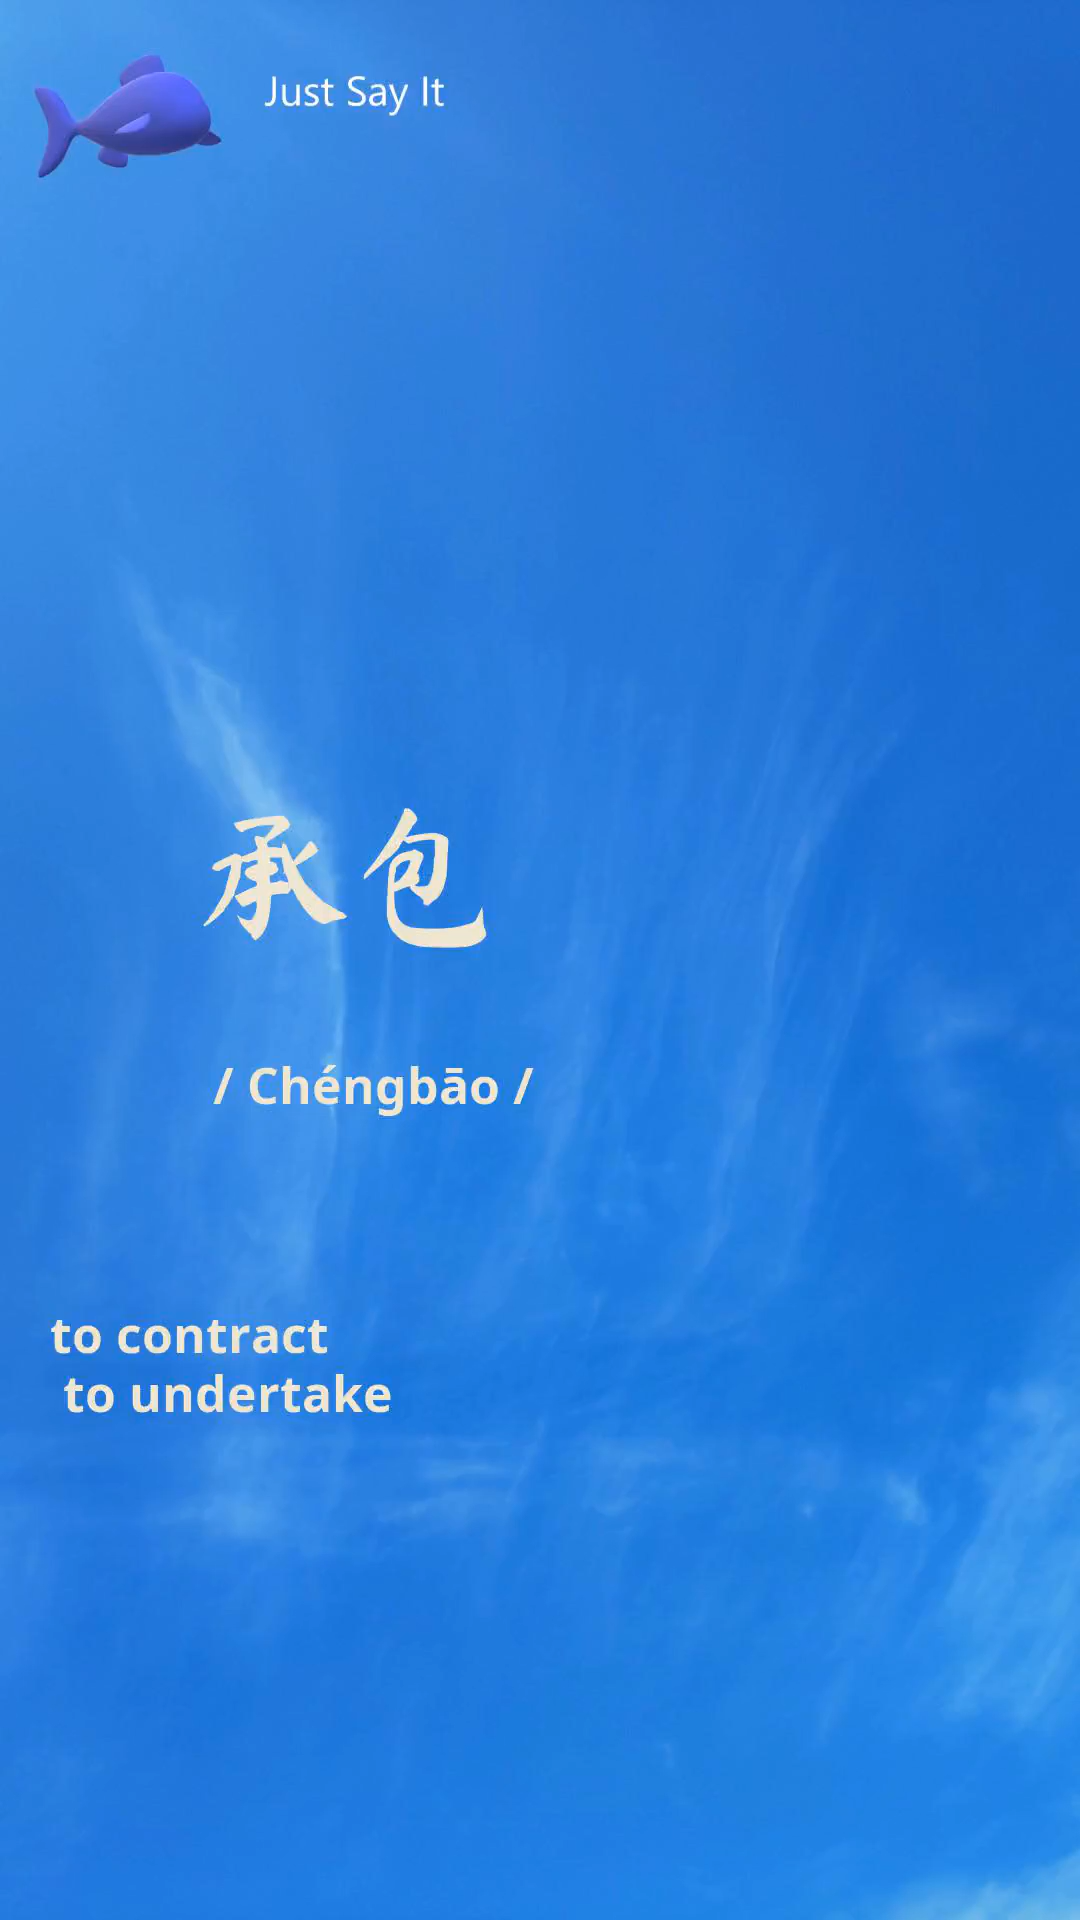 Just Say It
承包
/ Chéngbāo /
to contract
to undertake